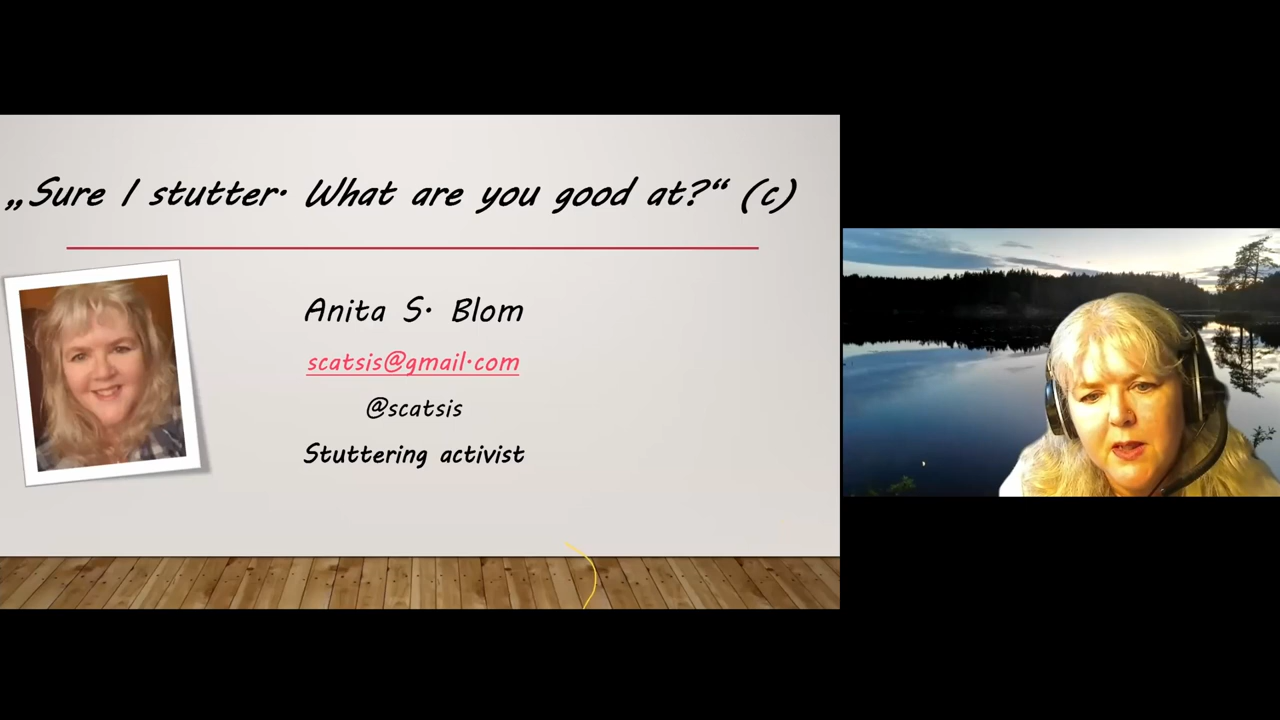 „Sure I stutter. What are you good at?“ (c)
Anita S. Blom
scatsis@gmail.com
@scatsis
Stuttering activist